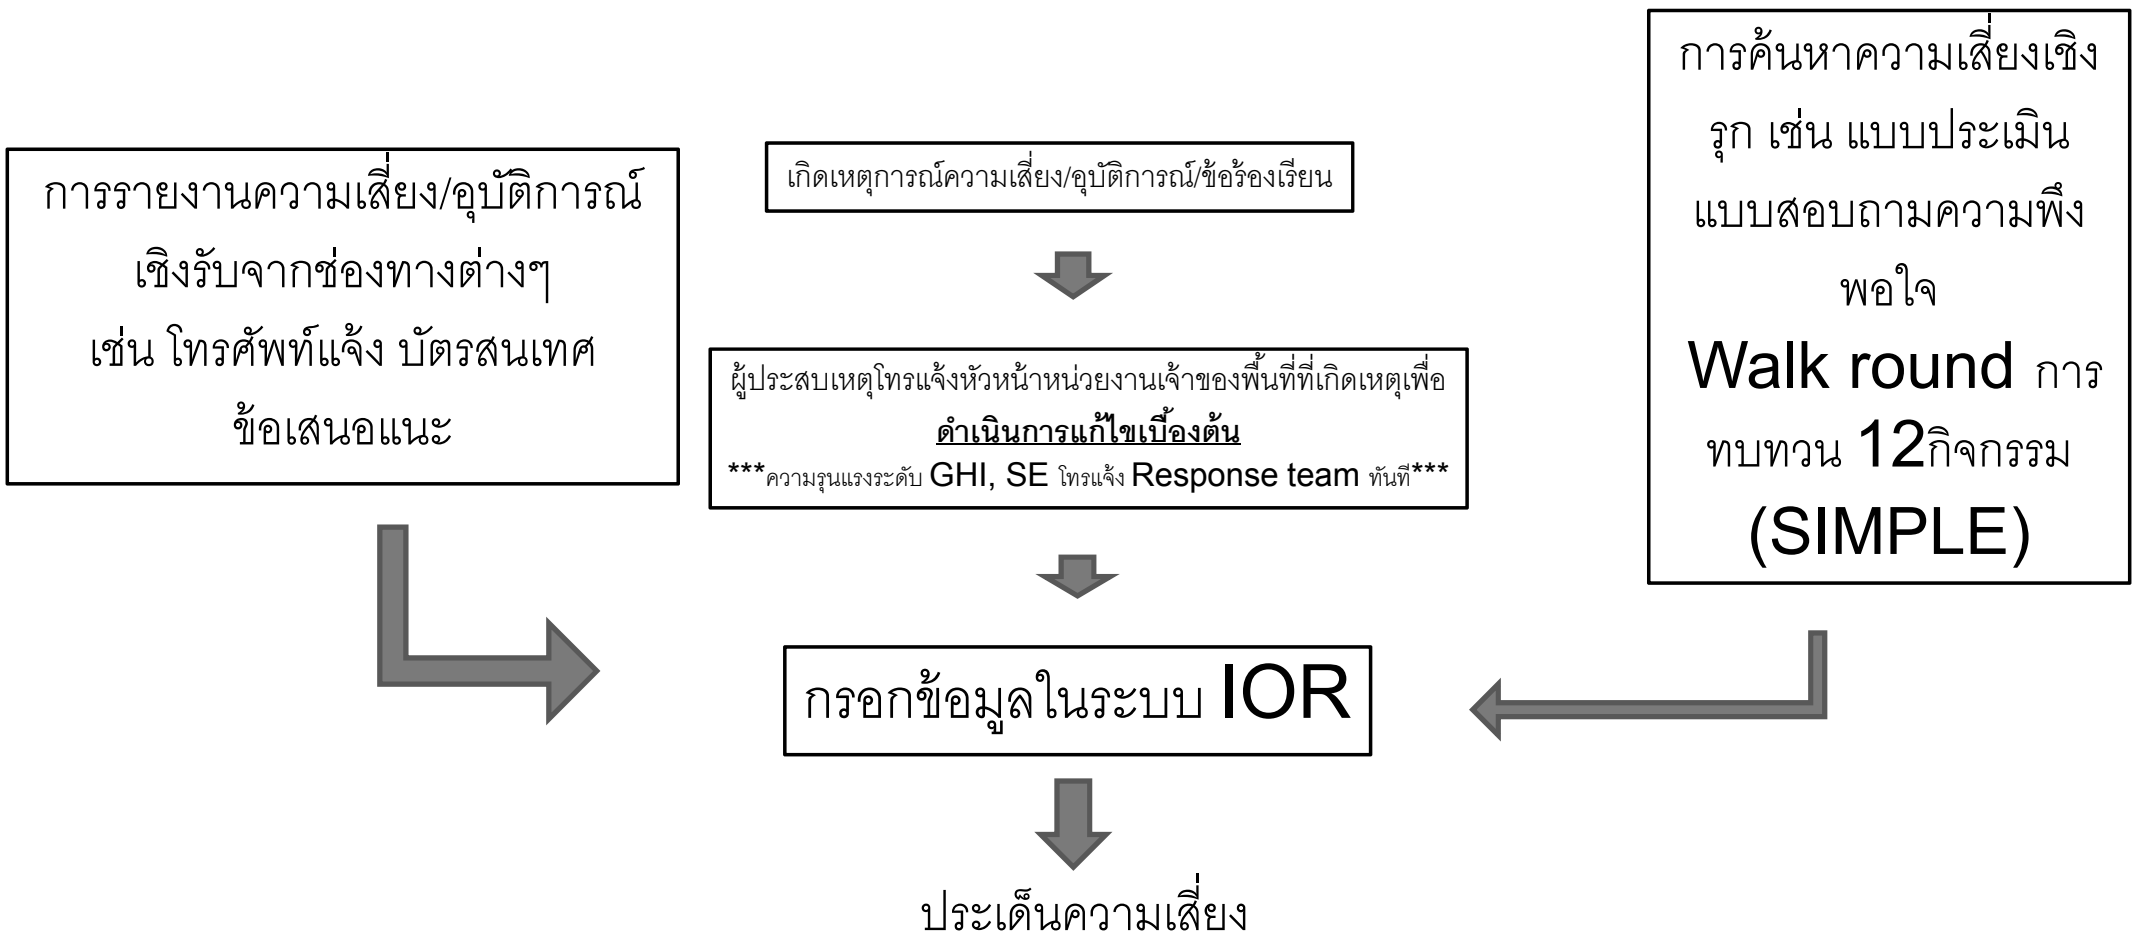 การรายงานความเสี่ยง/อุบัติการณ์
เชิงรับจากช่องทางต่างๆ
เช่น โทรศัพท์แจ้ง บัตรสนเทศ
ข้อเสนอแนะ
เกิดเหตุการณ์ความเสี่ยง/อุบัติการณ์/ข้อร้องเรียน
ผู้ประสบเหตุโทรแจ้งหัวหน้าหน่วยงานเจ้าของพื้นที่ที่เกิดเหตุเพื่อ
ดำเนินการแก้ไขเบื้องต้น
***ความรุนแรงระดับ GHI, SE โทรแจ้ง Response team ทันที***
การค้นหาความเสี่ยงเชิง
รุก เช่น แบบประเมิน
แบบสอบถามความพึง
พอใจ
Walk round การ
ทบทวน 12กิจกรรม
(SIMPLE)
กรอกข้อมูลในระบบ IOR
ประเด็นความเสี่ยง